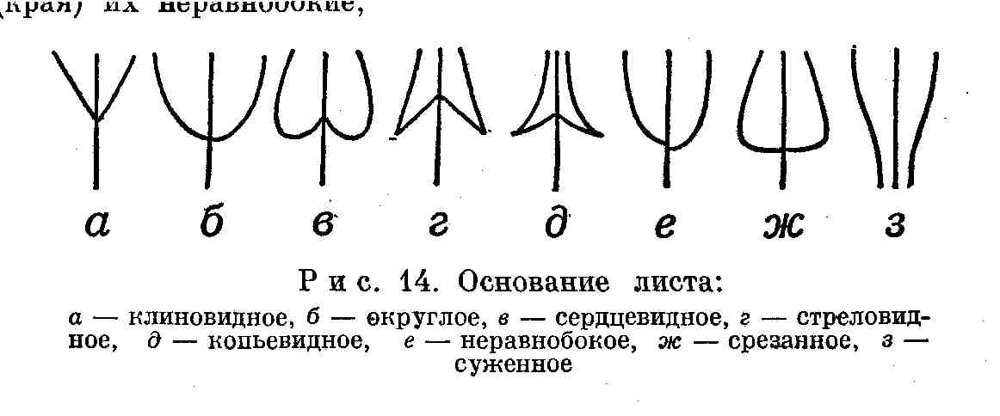 (края) их неравнобокие,
а б в г д е ж з
Рис. 14. Основание листа:
а — клиновидное, б — округлое, в — сердцевидное, г — стреловид-
ное, д — копьевидное, е — неравнобокое, ж — срезанное, з —
суженное